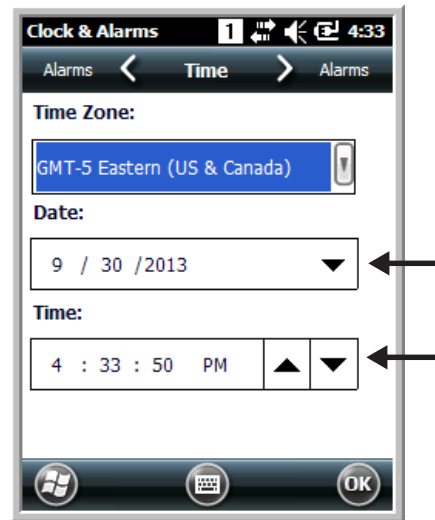 Clock & Alarms 1 4:33
Alarms Time Alarms
Time Zone:
GMT-5 Eastern (US & Canada)
Date:
9 / 30 /2013
Time:
4 : 33 : 50 PM
OK